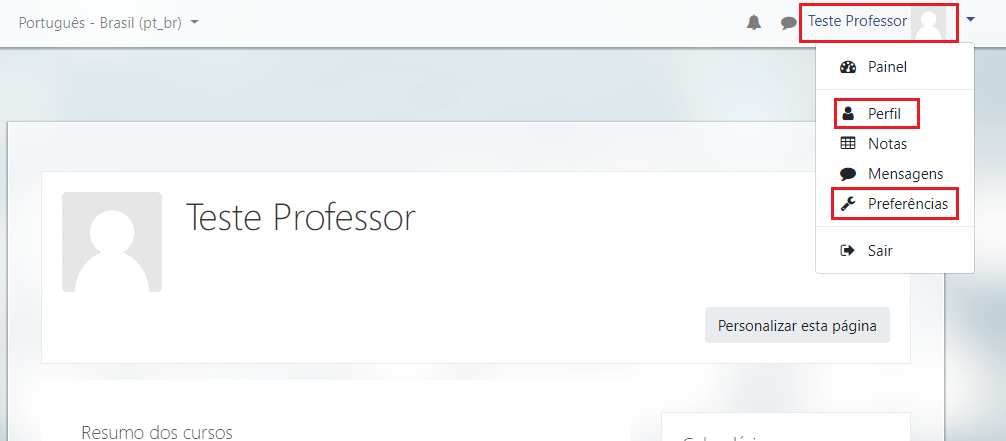 Português - Brasil (pt_br)
Teste Professor
Painel
Perfil
Notas
Mensagens
Preferências
Sair
Teste Professor
Personalizar esta página
Resumo dos cursos